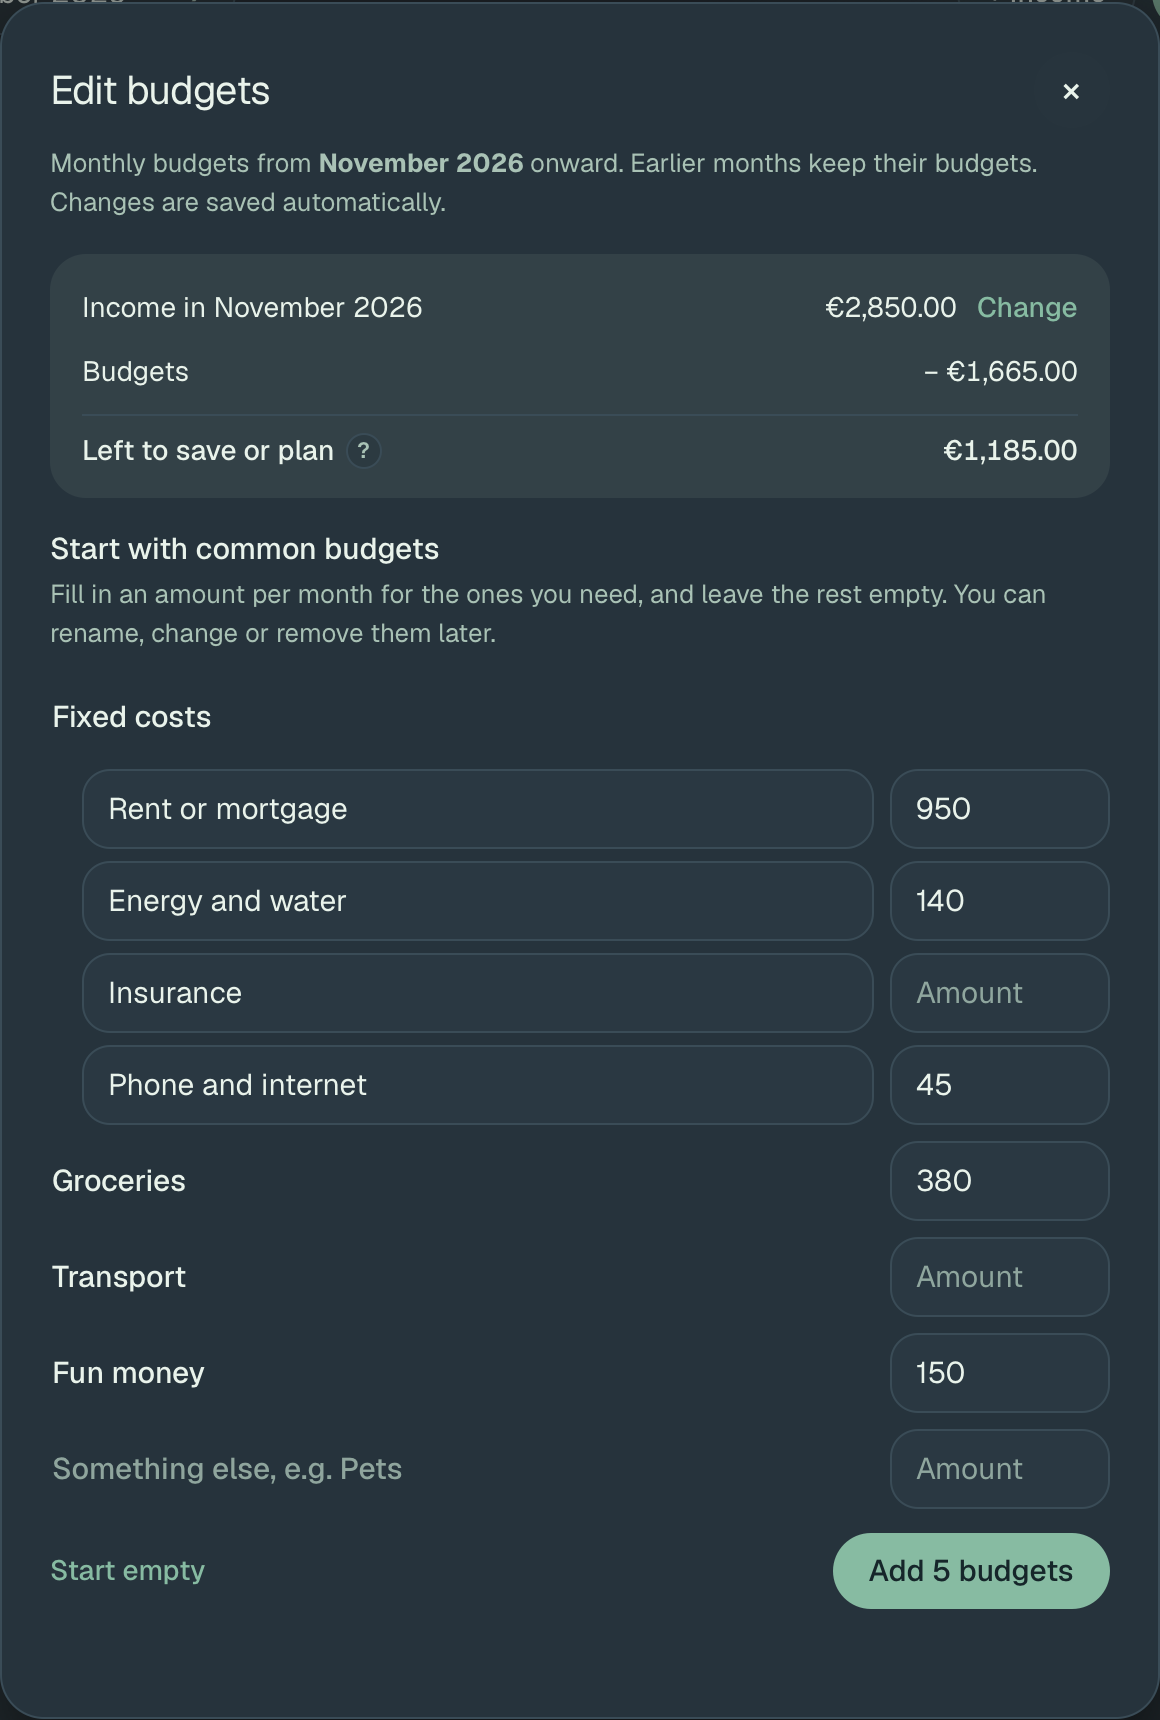 Edit budgets
×
Monthly budgets from November 2026 onward. Earlier months keep their budgets.
Changes are saved automatically.
Income in November 2026 €2,850.00 Change
Budgets – €1,665.00
Left to save or plan ? €1,185.00
Start with common budgets
Fill in an amount per month for the ones you need, and leave the rest empty. You can
rename, change or remove them later.
Fixed costs
Rent or mortgage 950
Energy and water 140
Insurance Amount
Phone and internet 45
Groceries 380
Transport Amount
Fun money 150
Something else, e.g. Pets Amount
Start empty Add 5 budgets